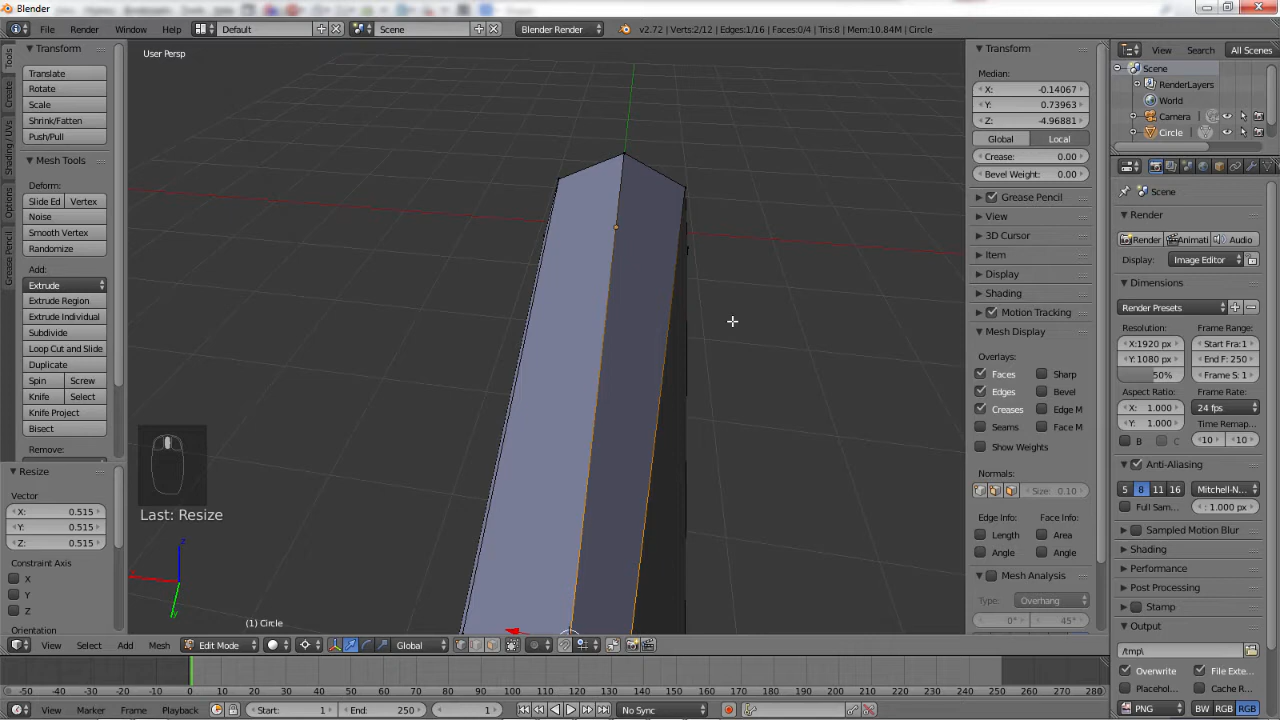 Blender
File Render Window Help Default Scene Blender Render v2.72 | Verts:2/12 | Edges:1/16 | Faces:0/4 | Tris:8 | Mem:10.84M | Circle
Tools
Create
Shading / UVs
Options
Grease Pencil
Transform
Translate
Rotate
Scale
Shrink/Fatten
Push/Pull
Mesh Tools
Deform:
Slide Ed Vertex
Noise
Smooth Vertex
Randomize
Add:
Extrude
Extrude Region
Extrude Individual
Subdivide
Loop Cut and Slide
Duplicate
Spin Screw
Knife Select
Knife Project
Bisect
Remove:
Resize
Vector
X: 0.515
Y: 0.515
Z: 0.515
Constraint Axis
X
Y
Z
Orientation
User Persp
Last: Resize
z
y
(1) Circle
Transform
Median:
X: -0.14067
Y: 0.73963
Z: -4.96881
Global Local
Crease: 0.00
Bevel Weight: 0.00
Grease Pencil
View
3D Cursor
Item
Display
Shading
Motion Tracking
Mesh Display
Overlays:
Faces Sharp
Edges Bevel
Creases Edge M
Seams Face M
Show Weights
Normals:
Size: 0.10
Edge Info: Face Info:
Length Area
Angle Angle
Mesh Analysis
Type: Overhang
0° 45°
View Search All Scenes
Scene
RenderLayers
World
Camera
Circle
Scene
Render
Render Animati Audio
Display: Image Editor
Dimensions
Render Presets
Resolution: Frame Range:
X:1920 px Start Fra:1
Y:1080 px End F: 250
50% Frame S: 1
Aspect Ratio: Frame Rate:
X: 1.000 24 fps
Y: 1.000 Time Remap...
B C 10 10
Anti-Aliasing
5 8 11 16 Mitchell-N...
Full Sam... : 1.000 px
Sampled Motion Blur
Shading
Performance
Post Processing
Stamp
Output
/tmp\
Overwrite File Exte...
Placehol... Cache R...
PNG BW RGB RGB
View Select Add Mesh Edit Mode Global
-50 -40 -30 -20 -10 0 10 20 30 40 50 60 70 80 90 100 110 120 130 140 150 160 170 180 190 200 210 220 230 240 250 260 270 280
View Marker Frame Playback Start: 1 End: 250 1 No Sync